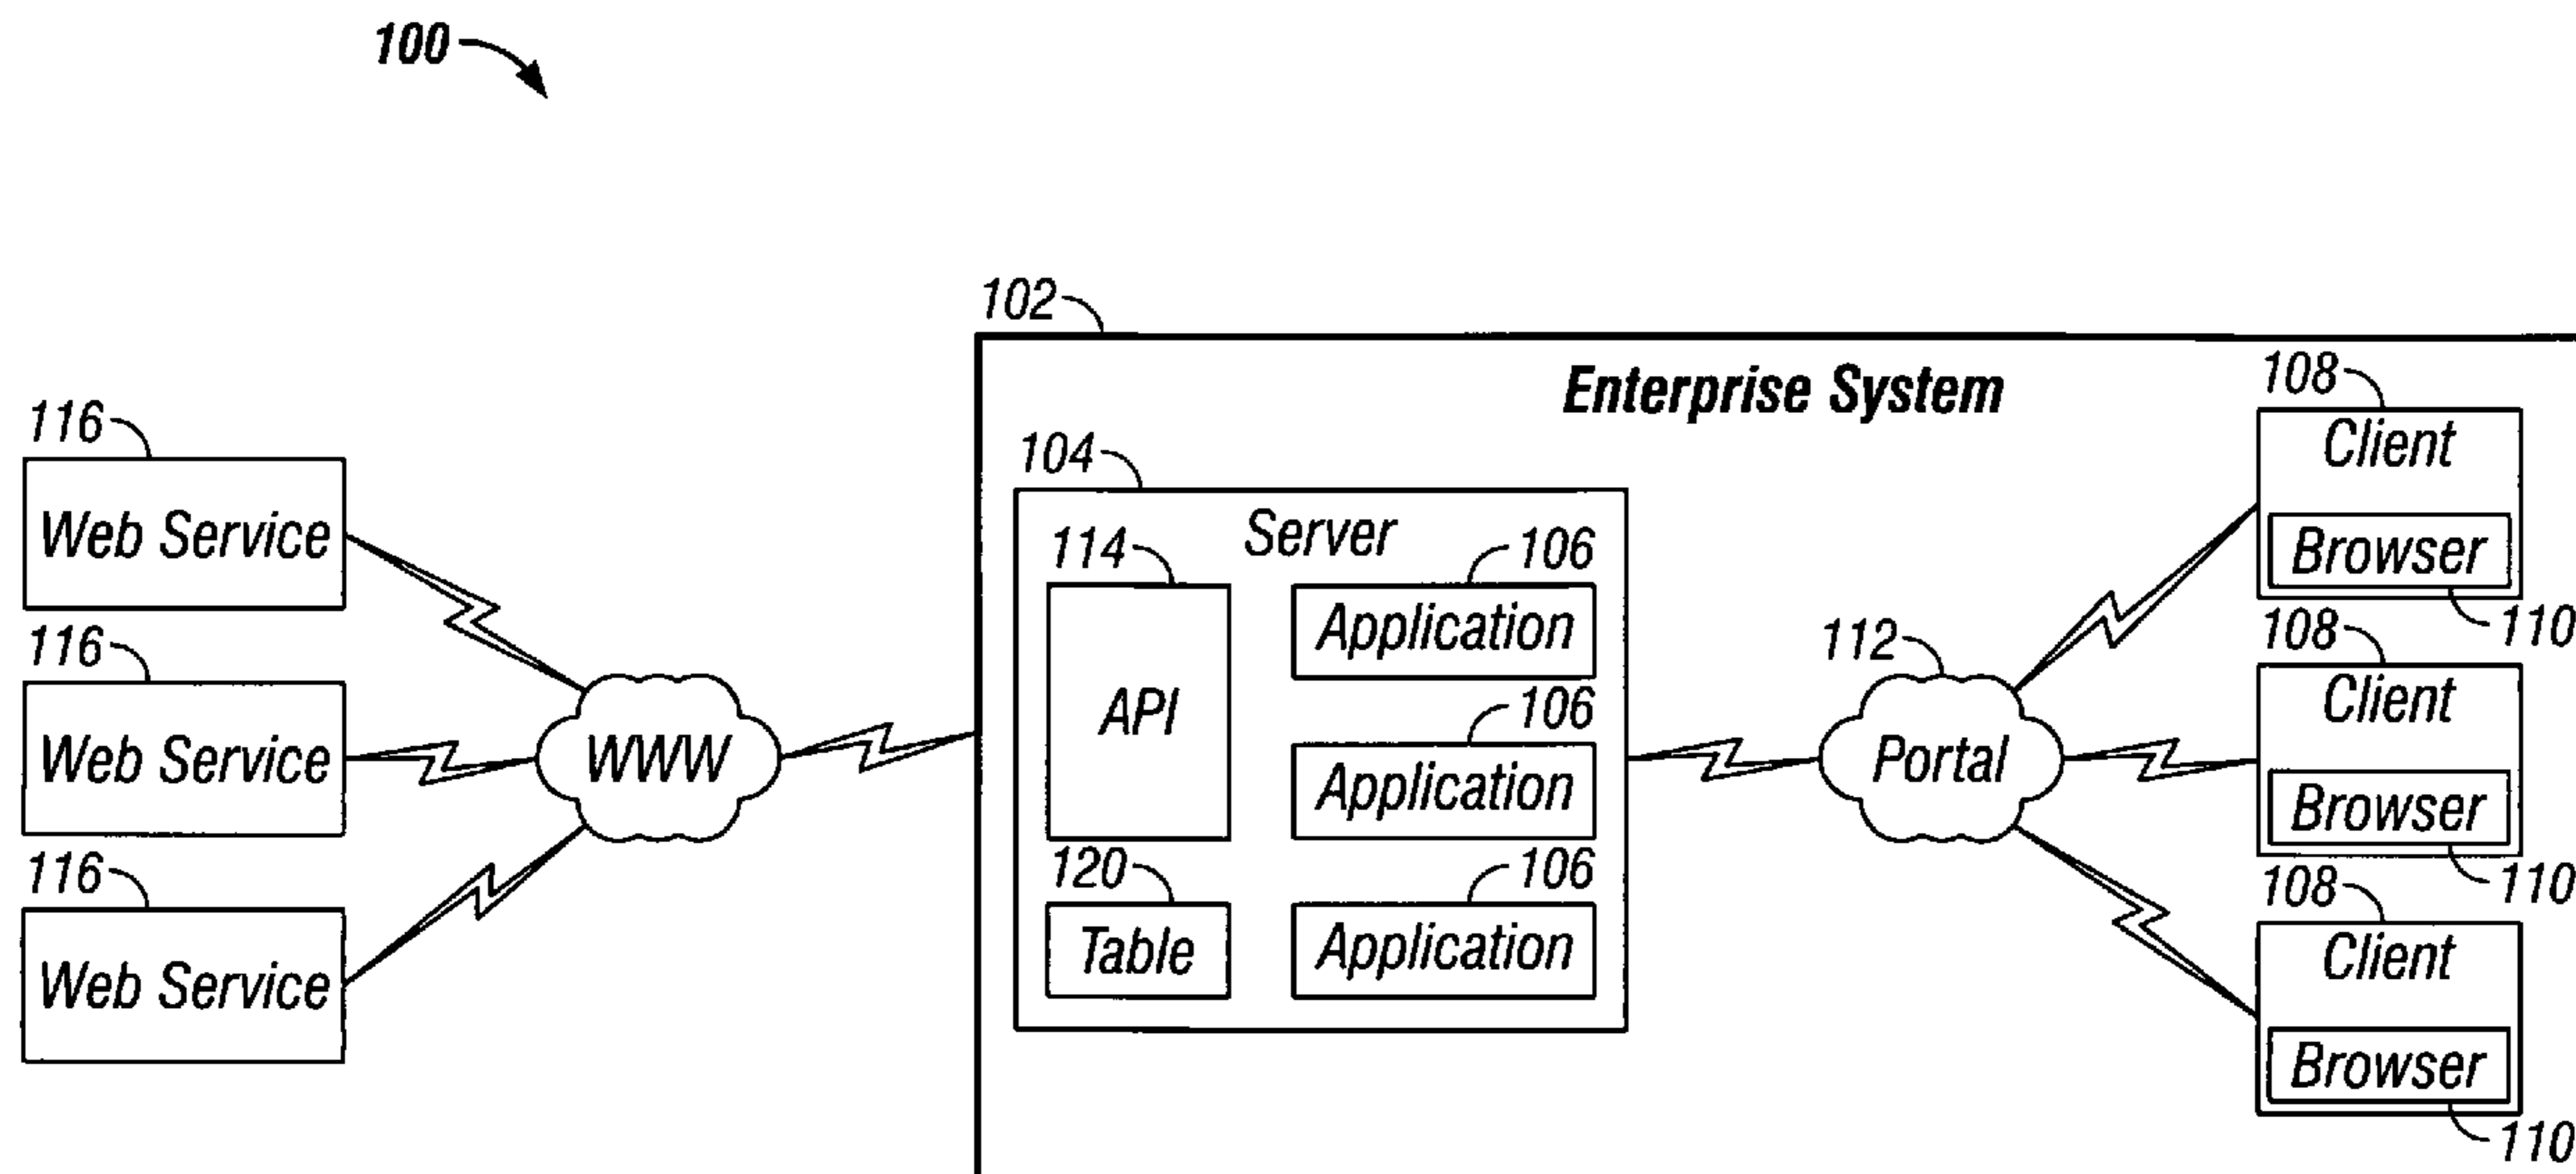 100
102
Enterprise System
116
Web Service
116
Web Service
116
Web Service
WWW
104
Server
114
API
120
Table
106
Application
106
Application
106
Application
112
Portal
108
Client
Browser
110
108
Client
Browser
110
108
Client
Browser
110